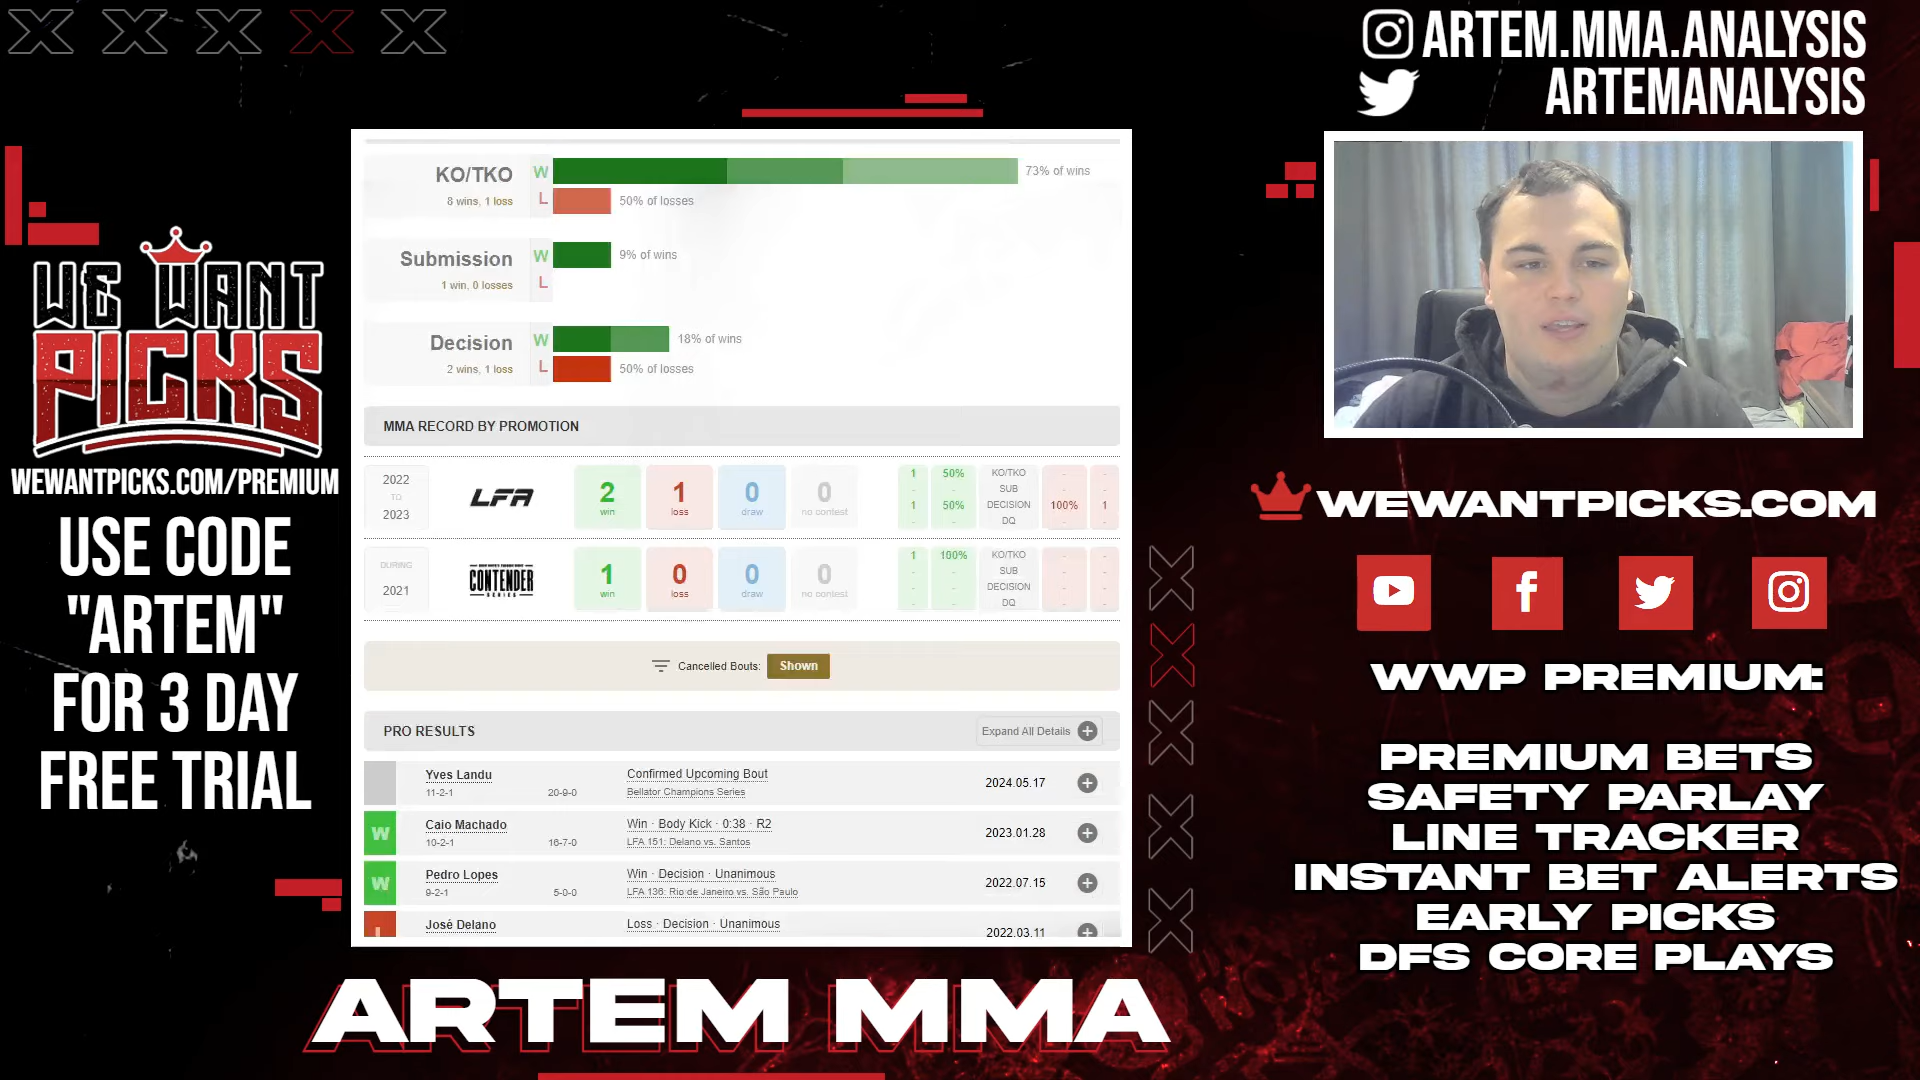 ARTEM.MMA.ANALYSIS
ARTEMANALYSIS
WE WANT
PICKS
WEWANTPICKS.COM/PREMIUM
USE CODE
"ARTEM"
FOR 3 DAY
FREE TRIAL
KO/TKO W 73% of wins
8 wins, 1 loss L 50% of losses
Submission W 9% of wins
1 win, 0 losses L
Decision W 18% of wins
2 wins, 1 loss L 50% of losses
MMA RECORD BY PROMOTION
2022 TO 2023 LFA 2 win 1 loss 0 draw 0 no contest
1 50% KO/TKO - -
- - SUB - -
1 50% DECISION 100% 1
- - DQ - -
DURING 2021 CONTENDER SERIES 1 win 0 loss 0 draw 0 no contest
1 100% KO/TKO - -
- - SUB - -
- - DECISION - -
- - DQ - -
Cancelled Bouts: Shown
PRO RESULTS Expand All Details +
Yves Landu Confirmed Upcoming Bout 2024.05.17 +
11-2-1 20-9-0 Bellator Champions Series
W Caio Machado Win · Body Kick · 0:38 · R2 2023.01.28 +
10-2-1 16-7-0 LFA 151: Delano vs. Santos
W Pedro Lopes Win · Decision · Unanimous 2022.07.15 +
9-2-1 5-0-0 LFA 136: Rio de Janeiro vs. São Paulo
L José Delano Loss · Decision · Unanimous 2022.03.11 +
ARTEM MMA
WEWANTPICKS.COM
WWP PREMIUM:
PREMIUM BETS
SAFETY PARLAY
LINE TRACKER
INSTANT BET ALERTS
EARLY PICKS
DFS CORE PLAYS